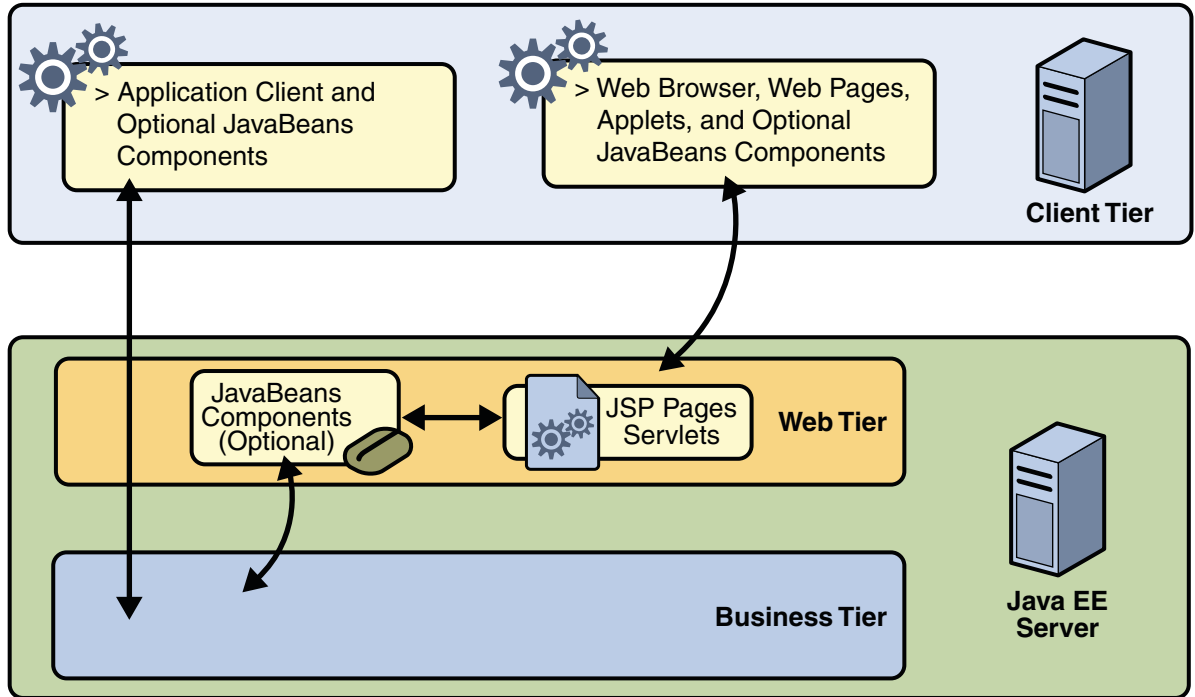 > Application Client and
Optional JavaBeans
Components
> Web Browser, Web Pages,
Applets, and Optional
JavaBeans Components
Client Tier
JavaBeans
Components
(Optional)
JSP Pages
Servlets
Web Tier
Business Tier
Java EE
Server